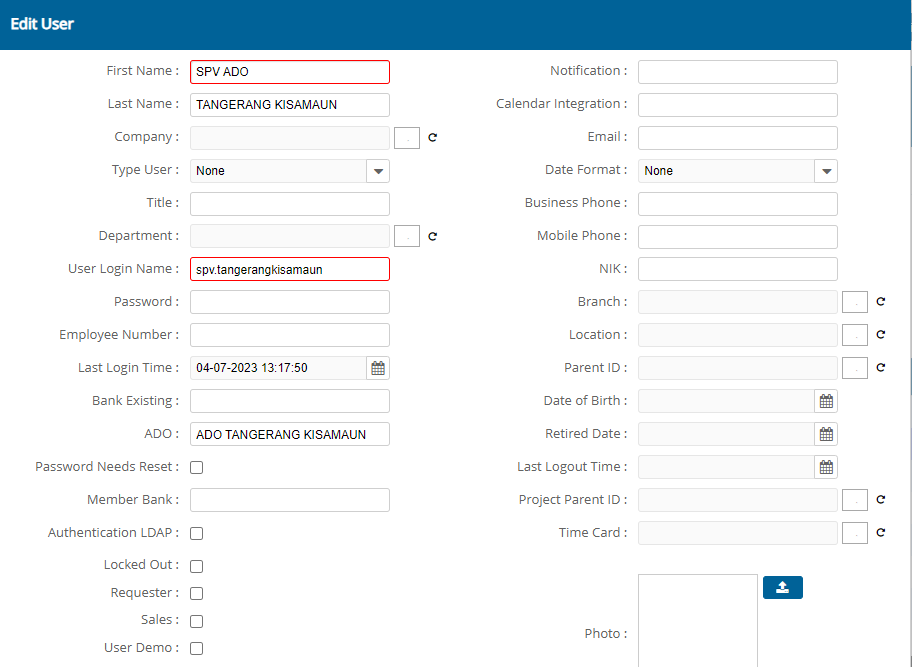 Edit User
First Name : SPV ADO
Last Name : TANGERANG KISAMAUN
Company :
Type User : None
Title :
Department :
User Login Name : spv.tangerangkisamaun
Password :
Employee Number :
Last Login Time : 04-07-2023 13:17:50
Bank Existing :
ADO : ADO TANGERANG KISAMAUN
Password Needs Reset :
Member Bank :
Authentication LDAP :
Locked Out :
Requester :
Sales :
User Demo :
Notification :
Calendar Integration :
Email :
Date Format : None
Business Phone :
Mobile Phone :
NIK :
Branch :
Location :
Parent ID :
Date of Birth :
Retired Date :
Last Logout Time :
Project Parent ID :
Time Card :
Photo :